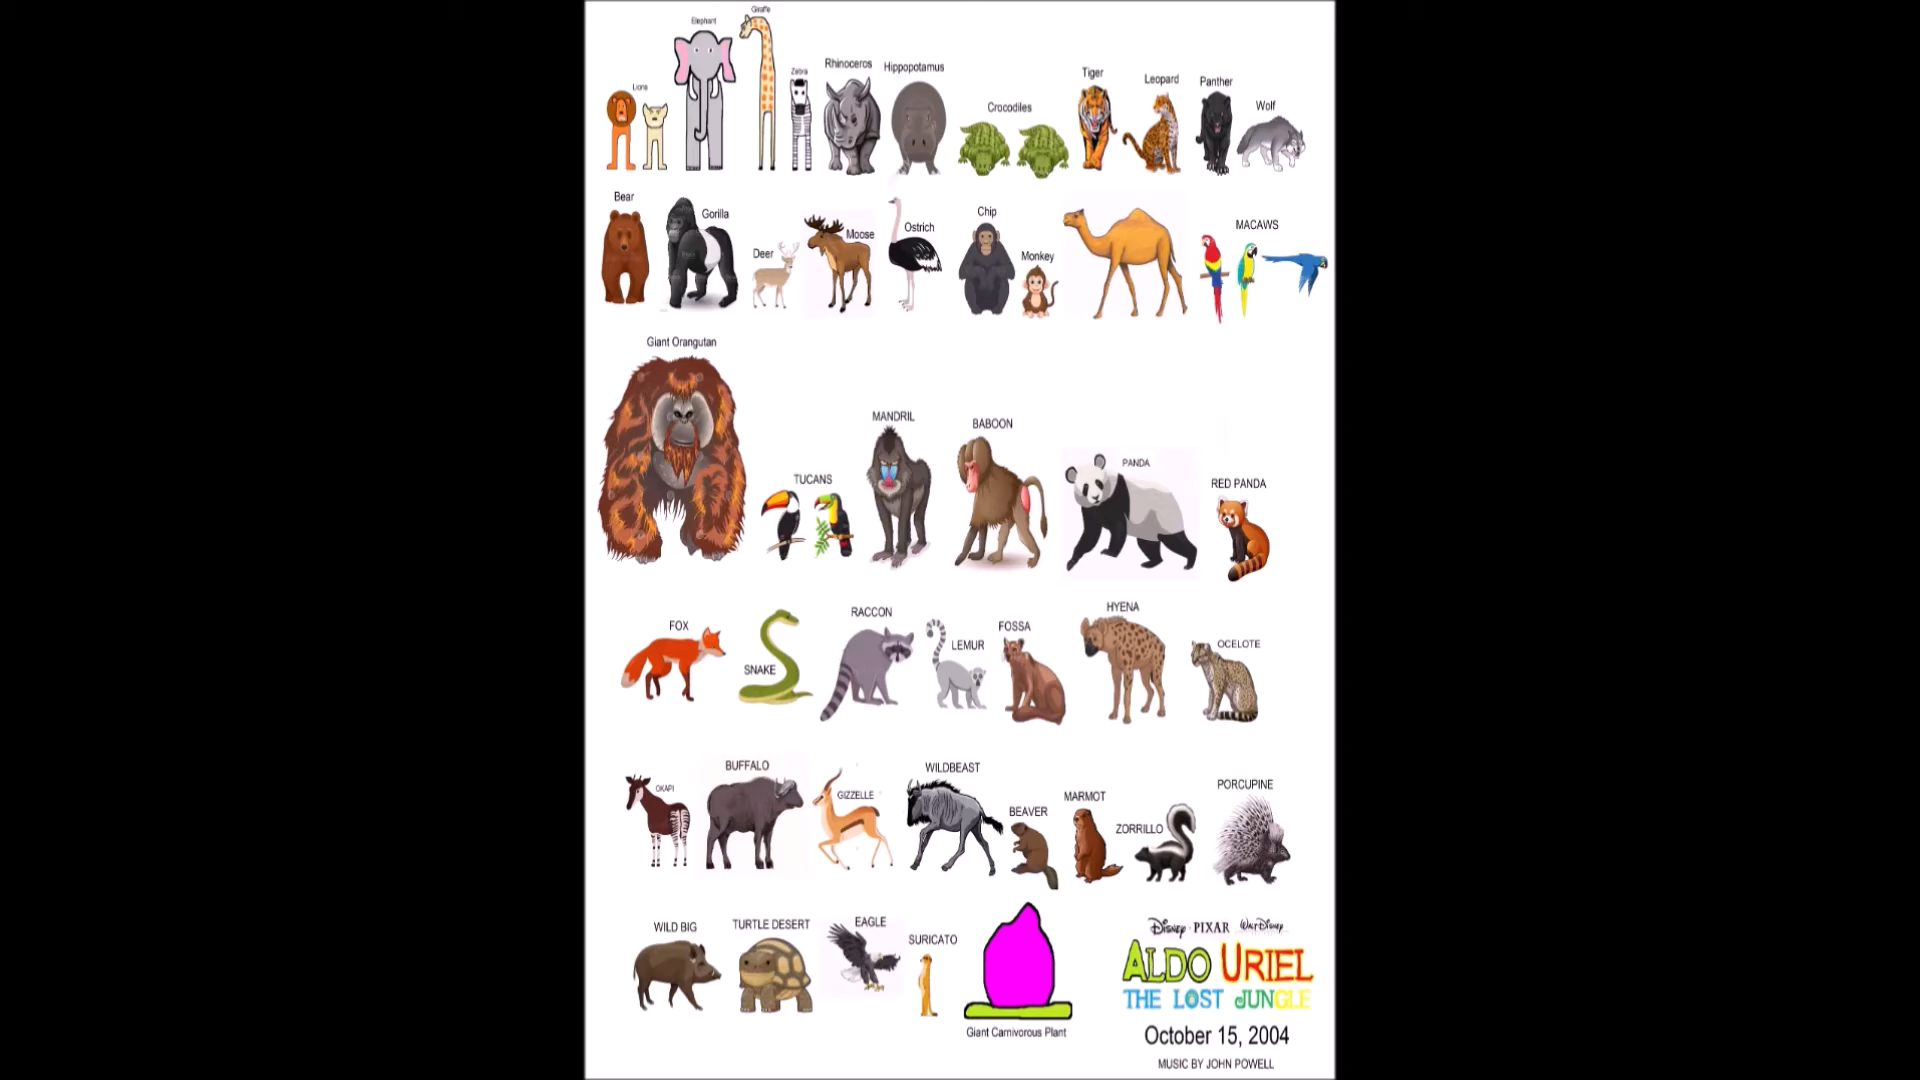 Giraffe
Elephant
Lions
Zebra
Rhinoceros
Hippopotamus
Crocodiles
Tiger
Leopard
Panther
Wolf
Bear
Gorilla
Deer
Moose
Ostrich
Chip
Monkey
MACAWS
Giant Orangutan
TUCANS
MANDRIL
BABOON
PANDA
RED PANDA
FOX
SNAKE
RACCON
LEMUR
FOSSA
HYENA
OCELOTE
OKAPI
BUFFALO
GIZZELLE
WILDBEAST
BEAVER
MARMOT
ZORRILLO
PORCUPINE
WILD BIG
TURTLE DESERT
EAGLE
SURICATO
Giant Carnivorous Plant
Disney PIXAR WALT DISNEY
ALDO URIEL
THE LOST JUNGLE
October 15, 2004
MUSIC BY JOHN POWELL